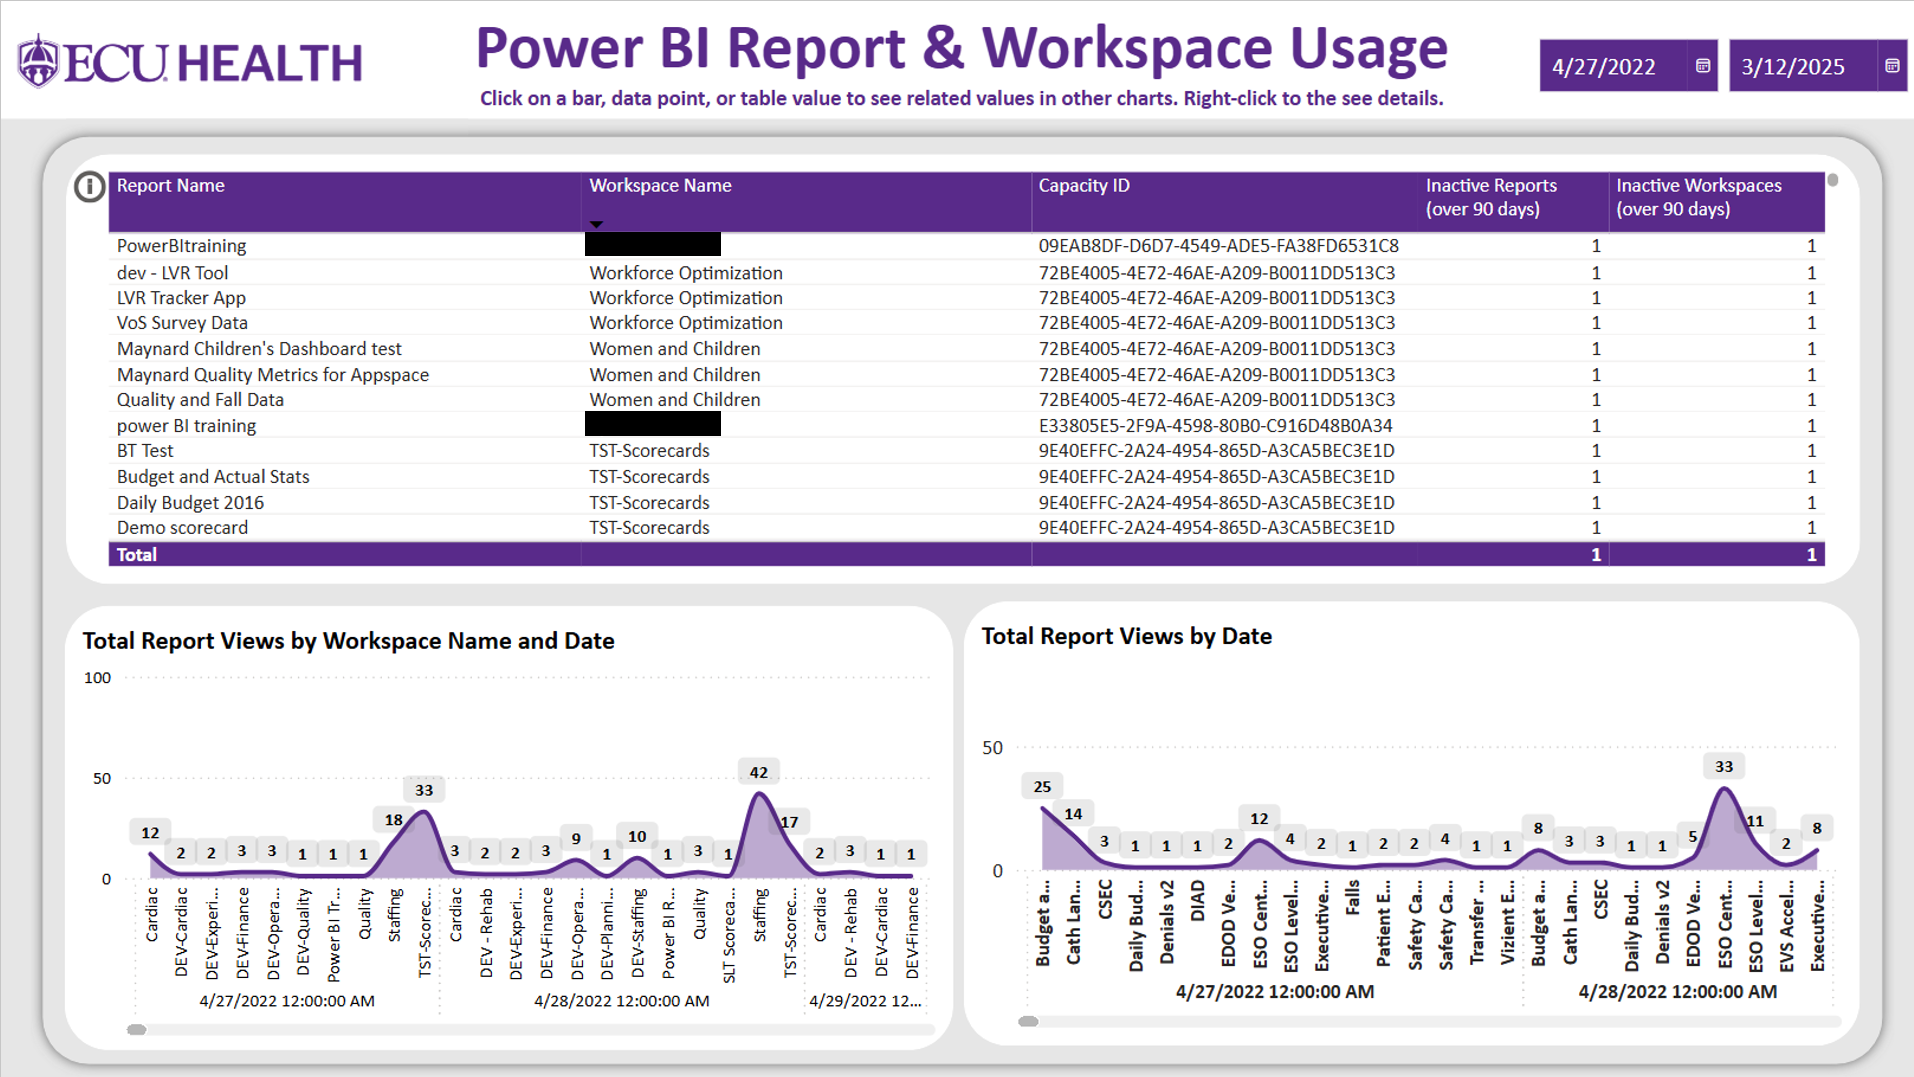 ECU HEALTH
Power BI Report & Workspace Usage
Click on a bar, data point, or table value to see related values in other charts. Right-click to the see details.
4/27/2022 3/12/2025
Report Name Workspace Name Capacity ID Inactive Reports (over 90 days) Inactive Workspaces (over 90 days)
PowerBItraining 09EAB8DF-D6D7-4549-ADE5-FA38FD6531C8 1 1
dev - LVR Tool Workforce Optimization 72BE4005-4E72-46AE-A209-B0011DD513C3 1 1
LVR Tracker App Workforce Optimization 72BE4005-4E72-46AE-A209-B0011DD513C3 1 1
VoS Survey Data Workforce Optimization 72BE4005-4E72-46AE-A209-B0011DD513C3 1 1
Maynard Children's Dashboard test Women and Children 72BE4005-4E72-46AE-A209-B0011DD513C3 1 1
Maynard Quality Metrics for Appspace Women and Children 72BE4005-4E72-46AE-A209-B0011DD513C3 1 1
Quality and Fall Data Women and Children 72BE4005-4E72-46AE-A209-B0011DD513C3 1 1
power BI training E33805E5-2F9A-4598-80B0-C916D48B0A34 1 1
BT Test TST-Scorecards 9E40EFFC-2A24-4954-865D-A3CA5BEC3E1D 1 1
Budget and Actual Stats TST-Scorecards 9E40EFFC-2A24-4954-865D-A3CA5BEC3E1D 1 1
Daily Budget 2016 TST-Scorecards 9E40EFFC-2A24-4954-865D-A3CA5BEC3E1D 1 1
Demo scorecard TST-Scorecards 9E40EFFC-2A24-4954-865D-A3CA5BEC3E1D 1 1
Total 1 1
Total Report Views by Workspace Name and Date
100
50
0
12 2 2 3 3 1 1 1 18 33 3 2 2 3 9 1 10 1 3 1 42 17 2 3 1 1
Cardiac
DEV-Cardiac
DEV-Experi...
DEV-Finance
DEV-Opera...
DEV-Quality
Power BI Tr...
Quality
Staffing
TST-Scorec...
Cardiac
DEV - Rehab
DEV-Experi...
DEV-Finance
DEV-Opera...
DEV-Planni...
DEV-Staffing
Power BI R...
Quality
SLT Scoreca...
Staffing
TST-Scorec...
Cardiac
DEV - Rehab
DEV-Cardiac
DEV-Finance
4/27/2022 12:00:00 AM 4/28/2022 12:00:00 AM 4/29/2022 12...
Total Report Views by Date
50
0
25 14 3 1 1 1 2 12 4 2 1 2 2 4 1 1 8 3 3 1 1 5 33 11 2 8
Budget a...
Cath Lan...
CSEC
Daily Bud...
Denials v2
DIAD
EDOD Ve...
ESO Cent...
ESO Level...
Executive...
Falls
Patient E...
Safety Ca...
Safety Ca...
Transfer ...
Vizient E...
Budget a...
Cath Lan...
CSEC
Daily Bud...
Denials v2
EDOD Ve...
ESO Cent...
ESO Level...
EVS Accel...
Executive...
4/27/2022 12:00:00 AM 4/28/2022 12:00:00 AM